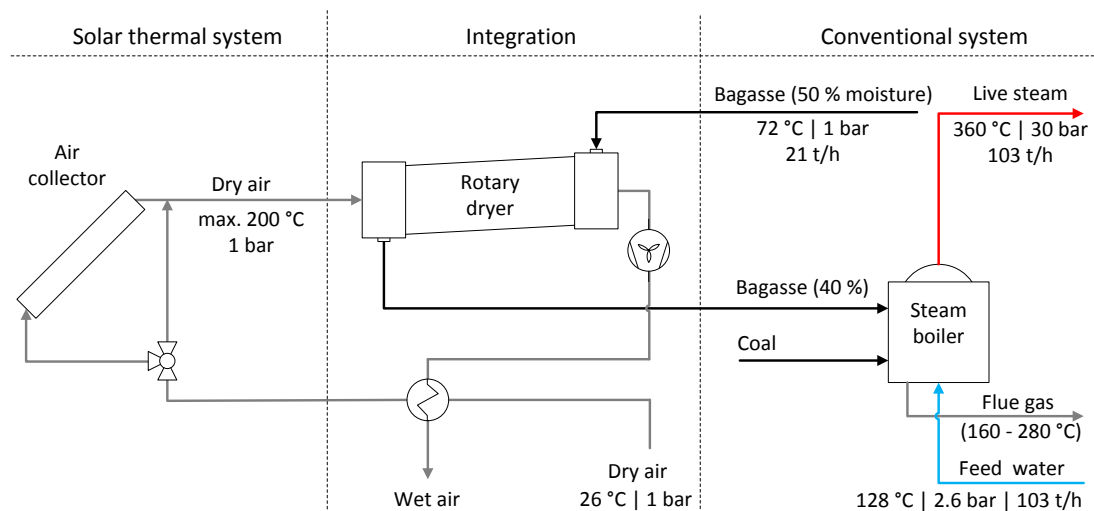 Solar thermal system
Integration
Conventional system
Bagasse (50 % moisture)
72 °C | 1 bar
21 t/h
Live steam
360 °C | 30 bar
103 t/h
Air
collector
Dry air
max. 200 °C
1 bar
Rotary
dryer
Bagasse (40 %)
Steam
boiler
Coal
Flue gas
(160 - 280 °C)
Wet air
Dry air
26 °C | 1 bar
Feed water
128 °C | 2.6 bar | 103 t/h